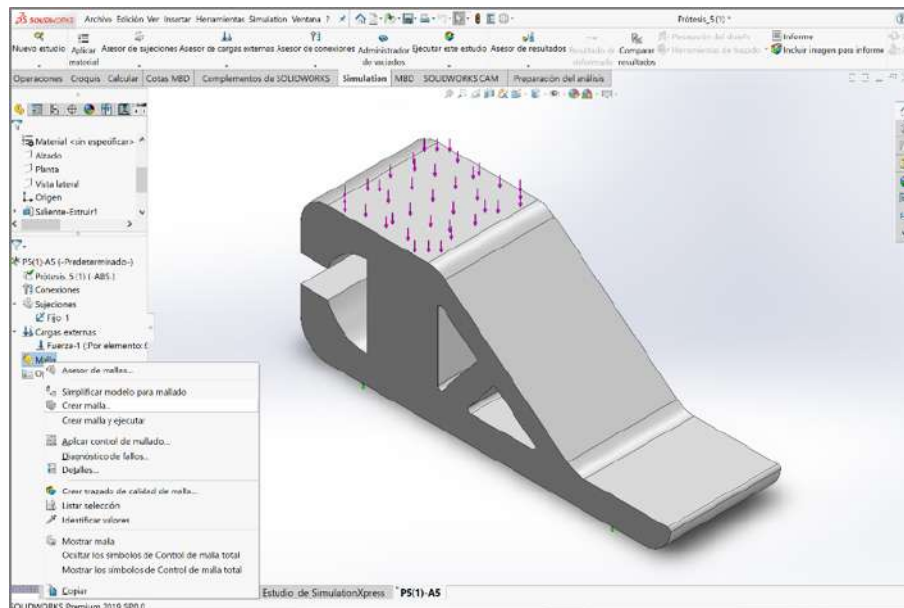 SOLIDWORKS Archivo Edición Ver Insertar Herramientas Simulation Ventana ? Prótesis_5(1) *
Nuevo estudio Aplicar material Asesor de sujeciones Asesor de cargas externas Asesor de conexiones Administrador de vaciados Ejecutar este estudio Asesor de resultados Comparar resultados Informe
Incluir imagen para informe
Operaciones Croquis Calcular Cotas MBD Complementos de SOLIDWORKS Simulation MBD SOLIDWORKS CAM Preparación del análisis
Material <sin especificar>
Alzado
Planta
Vista lateral
Origen
Saliente-Extruir1
P5(1)-A5 (-Predeterminado-)
Prótesis_5 (1) (-ABS-)
Conexiones
Sujeciones
Fijo-1
Cargas externas
Fuerza-1 (:Por elemento:
Malla
Asesor de mallas...
Simplificar modelo para mallado
Crear malla...
Crear malla y ejecutar
Aplicar control de mallado...
Diagnóstico de fallos...
Detalles...
Crear trazado de calidad de malla...
Listar selección
Identificar valores
Mostrar malla
Ocultar los símbolos de Control de malla total
Mostrar los símbolos de Control de malla total
Copiar
Estudio de SimulationXpress P5(1)-A5
SOLIDWORKS Premium 2019 SP0.0